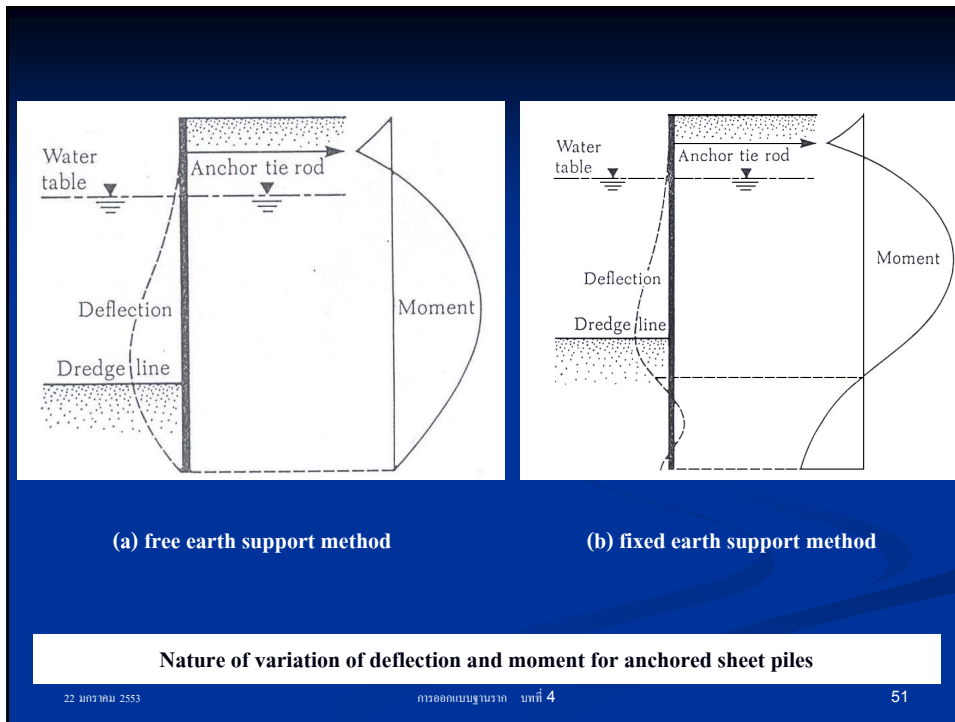 Water
table
Anchor tie rod
Deflection
Moment
Dredge line
Water
table
Anchor tie rod
Deflection
Moment
Dredge line
(a) free earth support method
(b) fixed earth support method
Nature of variation of deflection and moment for anchored sheet piles
22 มกราคม 2553
การออกแบบฐานราก บทที่ 4
51